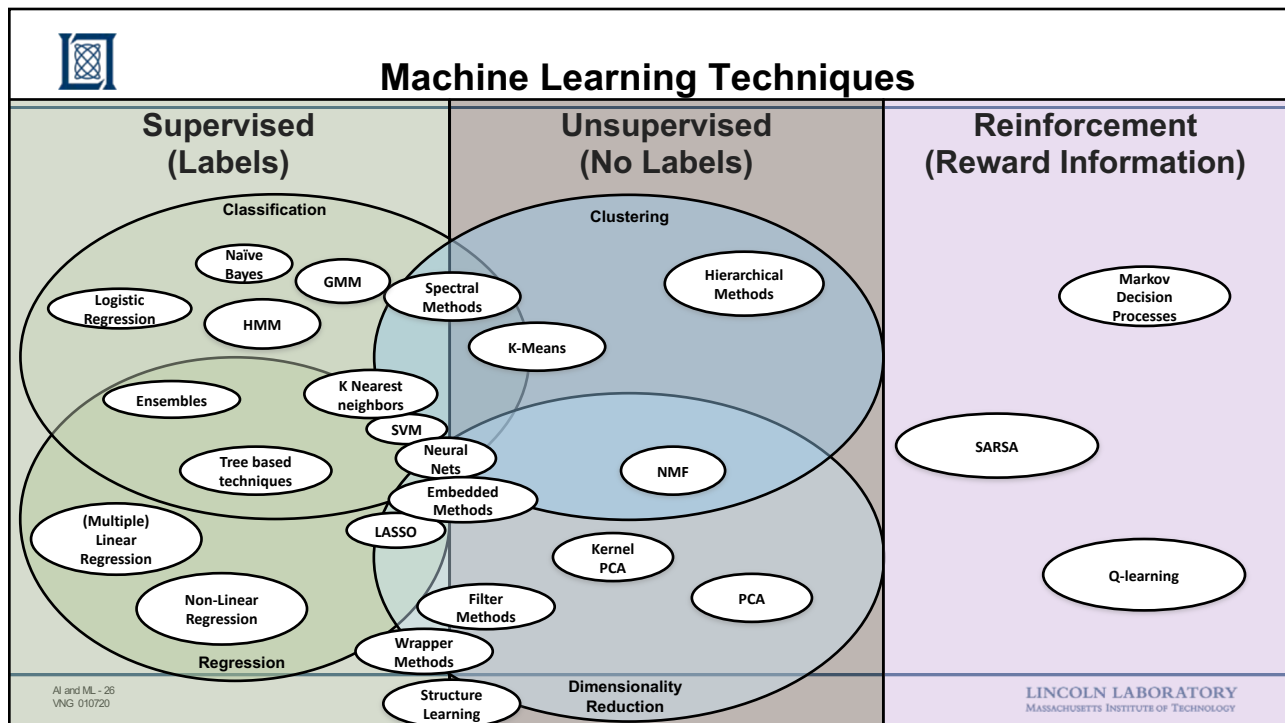 Machine Learning Techniques
Supervised
(Labels)
Unsupervised
(No Labels)
Reinforcement
(Reward Information)
Classification
Naïve
Bayes
GMM
Logistic
Regression
HMM
Spectral
Methods
Clustering
Hierarchical
Methods
K-Means
Markov
Decision
Processes
Ensembles
K Nearest
neighbors
SVM
Tree based
techniques
Neural
Nets
NMF
SARSA
Embedded
Methods
(Multiple)
Linear
Regression
LASSO
Kernel
PCA
PCA
Q-learning
Non-Linear
Regression
Filter
Methods
Wrapper
Methods
Regression
Structure
Learning
Dimensionality
Reduction
AI and ML - 26
VNG 010720
LINCOLN LABORATORY
MASSACHUSETTS INSTITUTE OF TECHNOLOGY